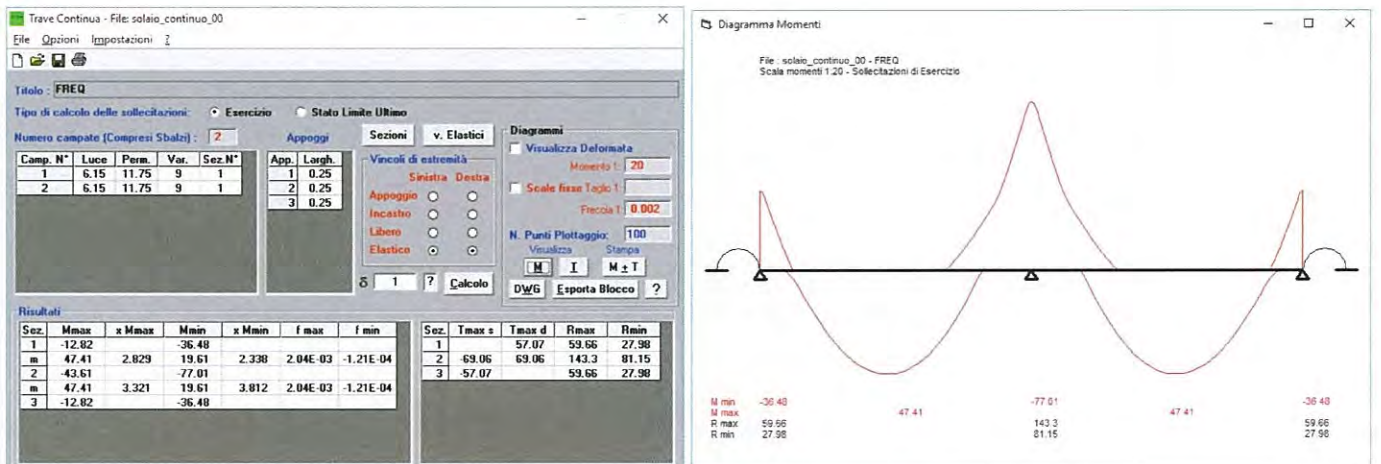 Trave Continua - File: solaio_continuo_00
File Opzioni Impostazioni ?
Titolo : FREQ
Tipo di calcolo delle sollecitazioni: Esercizio Stato Limite Ultimo
Numero campate (Compresi Sbalzi) : 2
Camp. N° Luce Perm. Var. Sez.N°
1 6.15 11.75 9 1
2 6.15 11.75 9 1
Appoggi
App. Largh.
1 0.25
2 0.25
3 0.25
Sezioni v. Elastici
Vincoli di estremità
Sinistra Destra
Appoggio
Incastro
Libero
Elastico
δ 1 ? Calcolo
Diagrammi
Visualizza Deformata
Momento 1: 20
Scale fisse Taglio 1:
Freccia 1: 0.002
N. Punti Plottaggio: 100
Visualizza Stampa
M T M + T
DWG Esporta Blocco ?
Risultati
Sez. Mmax x Mmax Mmin x Mmin f max f min
1 -12.82 -36.48
m 47.41 2.829 19.61 2.338 2.04E-03 -1.21E-04
2 -43.61 -77.01
m 47.41 3.321 19.61 3.812 2.04E-03 -1.21E-04
3 -12.82 -36.48
Sez. Tmax s Tmax d Rmax Rmin
1 57.07 59.66 27.98
2 -69.06 69.06 143.3 81.15
3 -57.07 59.66 27.98
Diagramma Momenti
File : solaio_continuo_00 - FREQ
Scala momenti 1:20 - Sollecitazioni di Esercizio
M min -36.48 -77.01 -36.48
M max 47.41 47.41
R max 59.66 143.3 59.66
R min 27.98 81.15 27.98